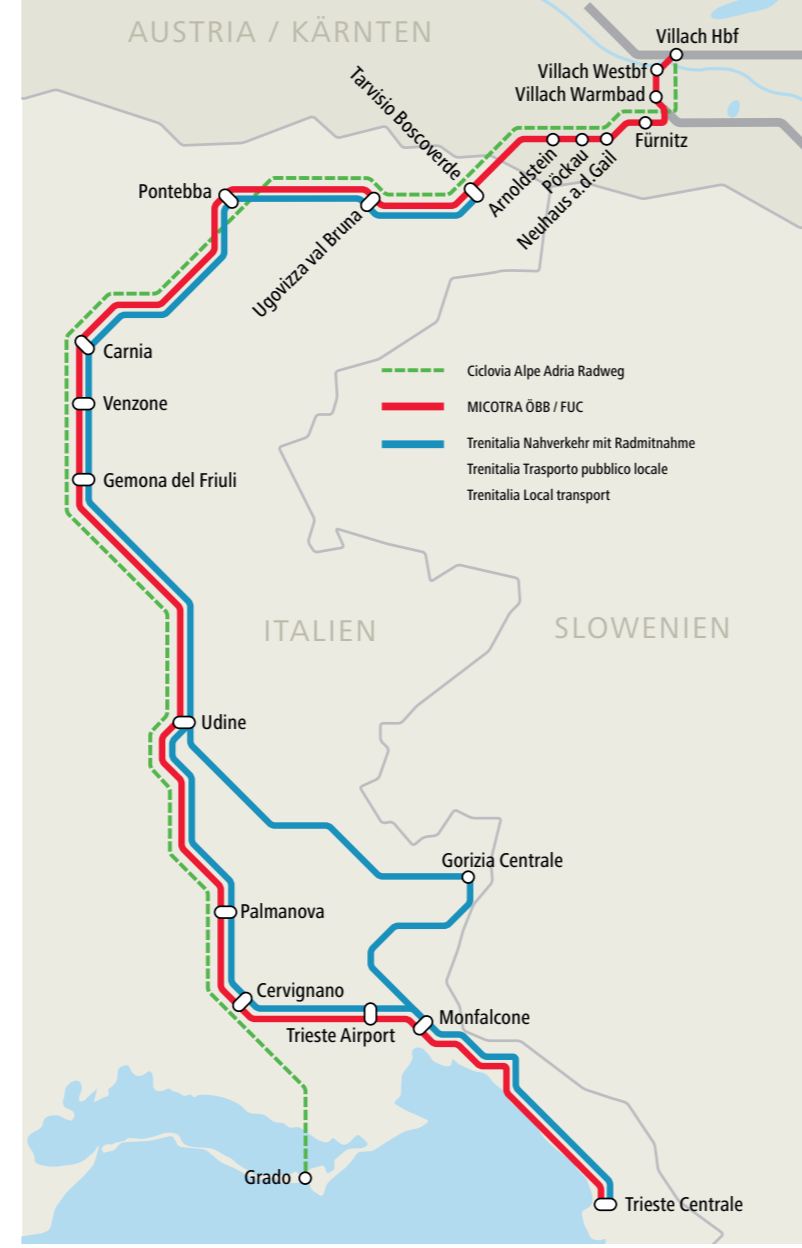 AUSTRIA / KÄRNTEN
Villach Hbf
Villach Westbf
Villach Warmbad
Tarvisio Boscoverde
Fürnitz
Arnoldstein
Pöckau
Neuhaus a.d.Gail
Pontebba
Ugovizza val Bruna
Carnia
Venzone
Gemona del Friuli
Ciclovia Alpe Adria Radweg
MICOTRA ÖBB / FUC
Trenitalia Nahverkehr mit Radmitnahme
Trenitalia Trasporto pubblico locale
Trenitalia Local transport
ITALIEN
SLOWENIEN
Udine
Gorizia Centrale
Palmanova
Cervignano
Trieste Airport
Monfalcone
Grado
Trieste Centrale